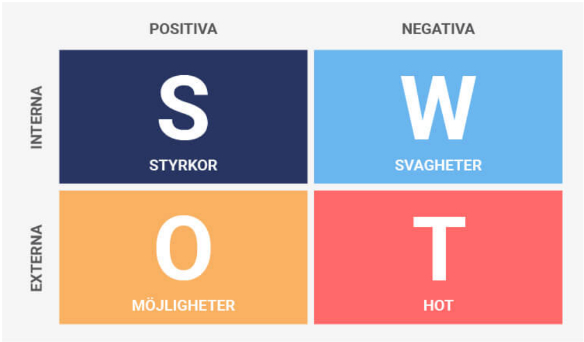 POSITIVA
NEGATIVA
INTERNA
S
STYRKOR
W
SVAGHETER
EXTERNA
O
MÖJLIGHETER
T
HOT